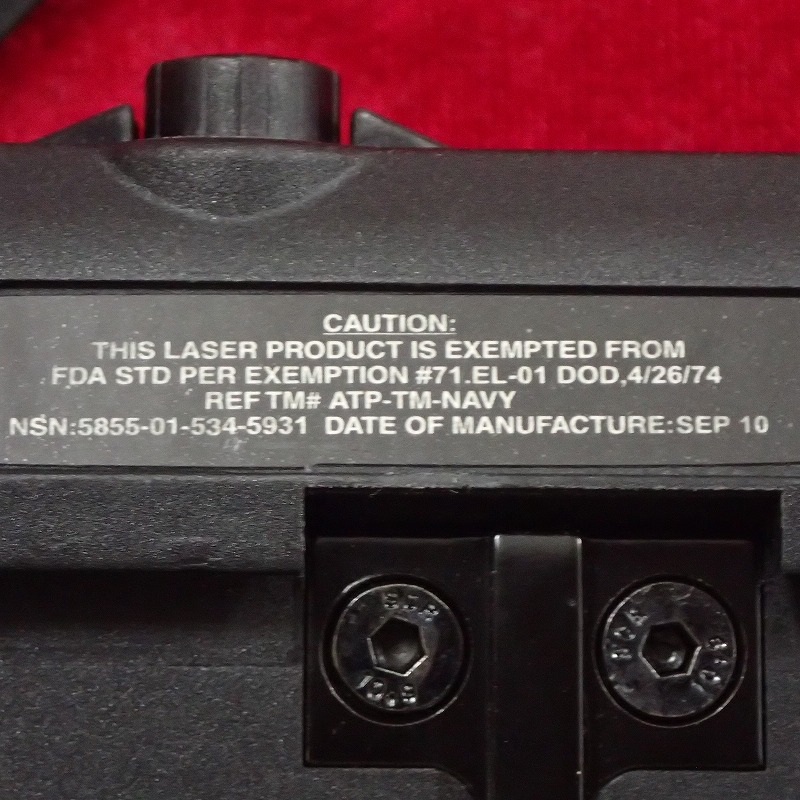 CAUTION:
THIS LASER PRODUCT IS EXEMPTED FROM
FDA STD PER EXEMPTION #71.EL-01 DOD,4/26/74
REF TM# ATP-TM-NAVY
NSN:5855-01-534-5931 DATE OF MANUFACTURE:SEP 10